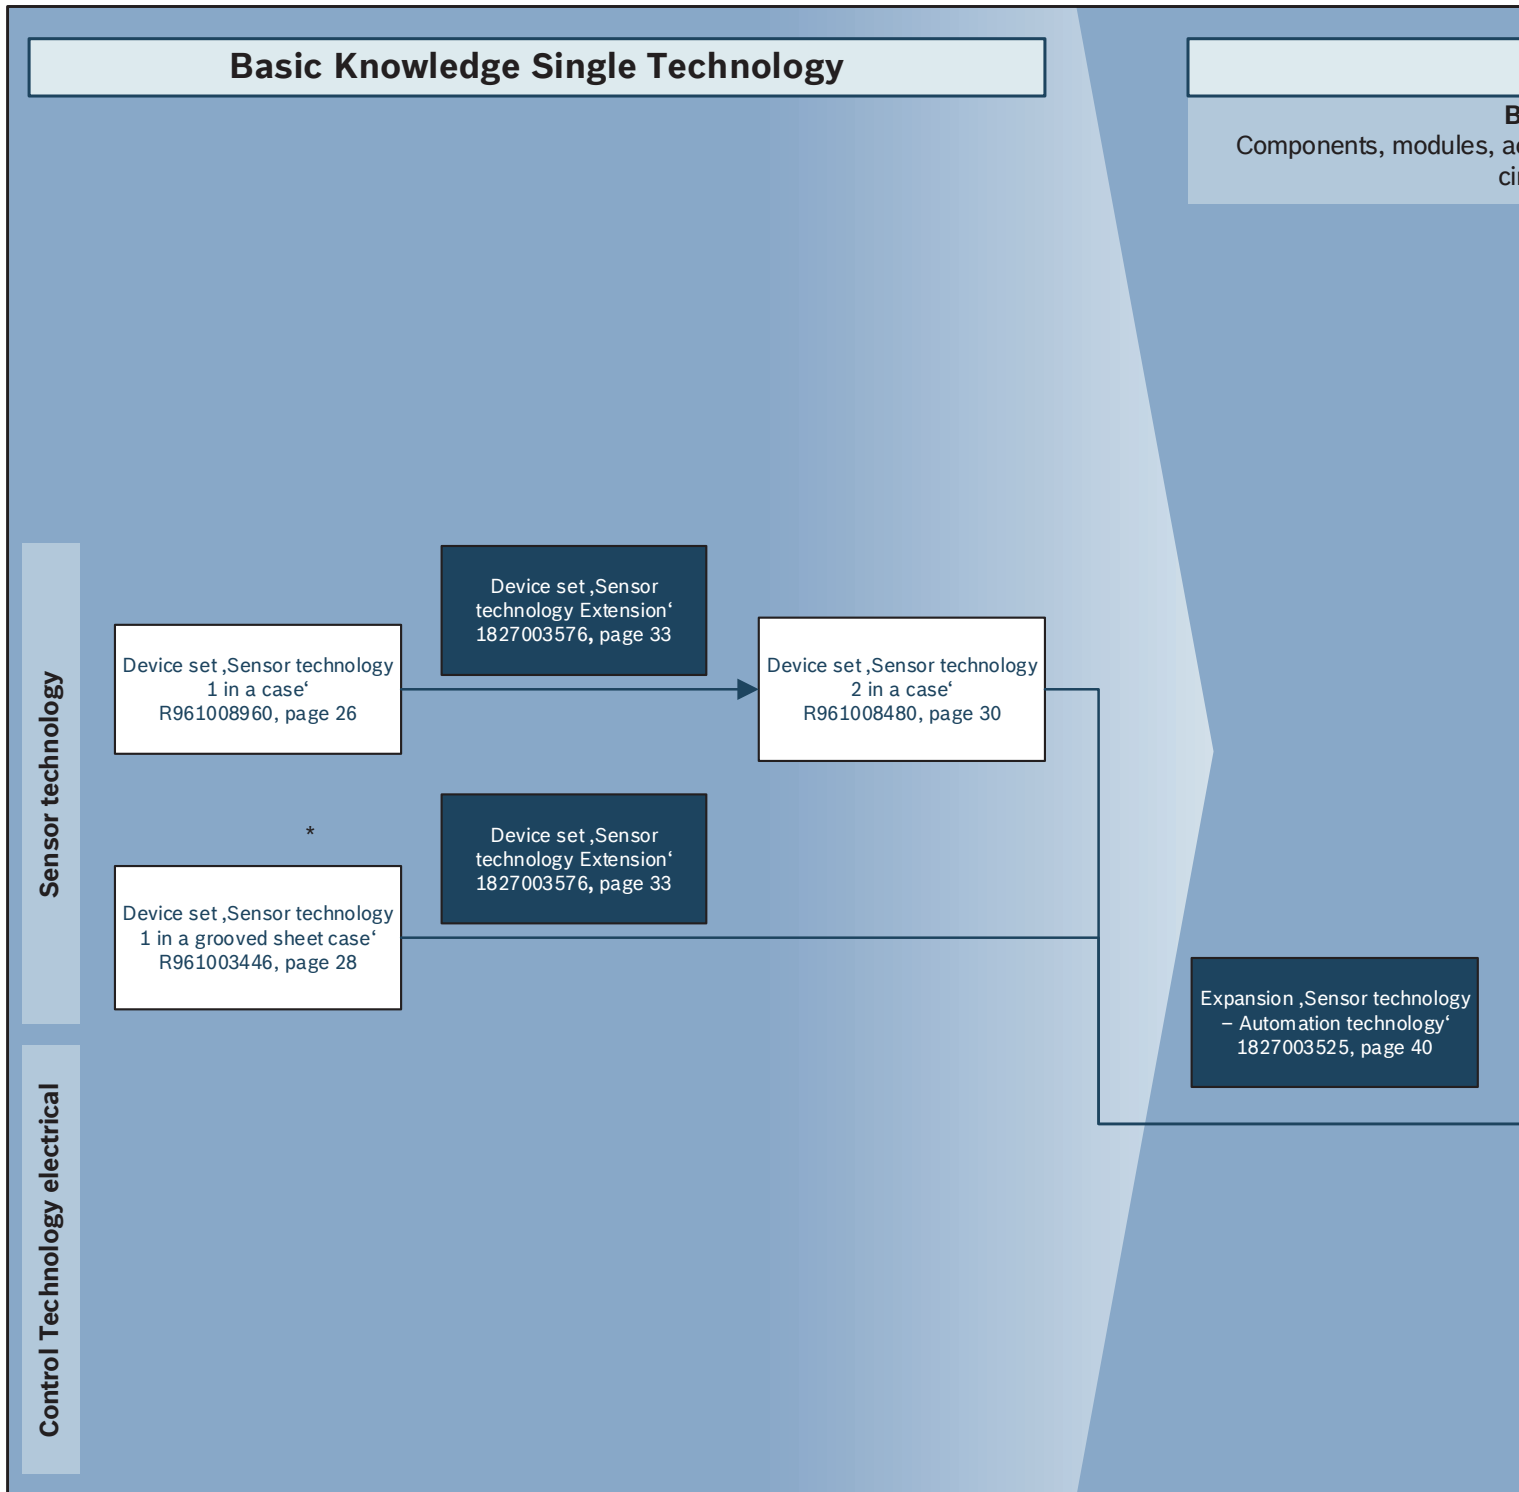 Basic Knowledge Single Technology
B
Components, modules, a
ci
Device set ‚Sensor
technology Extension‘
1827003576, page 33
Device set ‚Sensor technology
1 in a case‘
R961008960, page 26
Device set ‚Sensor technology
2 in a case‘
R961008480, page 30
Sensor technology
*
Device set ‚Sensor
technology Extension‘
1827003576, page 33
Device set ‚Sensor technology
1 in a grooved sheet case‘
R961003446, page 28
Expansion ‚Sensor technology
– Automation technology‘
1827003525, page 40
Control Technology electrical